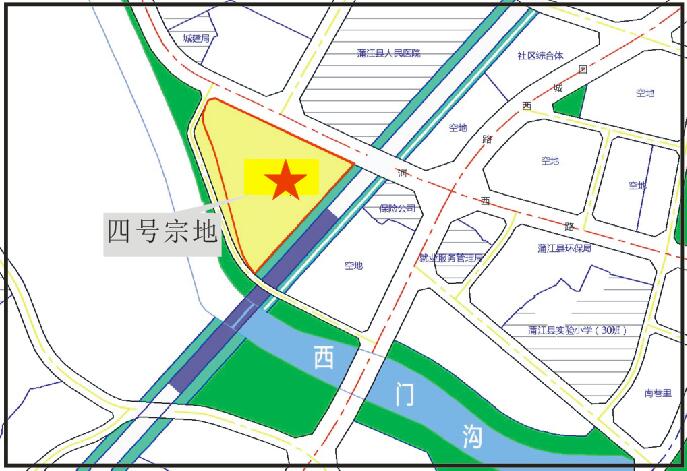 城建局
蒲江县人民医院
社区综合体
空地
空地
西城园路
空地
空地
河西路
保险公司
四号宗地
空地
就业服务管理局
蒲江县环保局
蒲江县实验小学（30班）
南巷里
西门沟